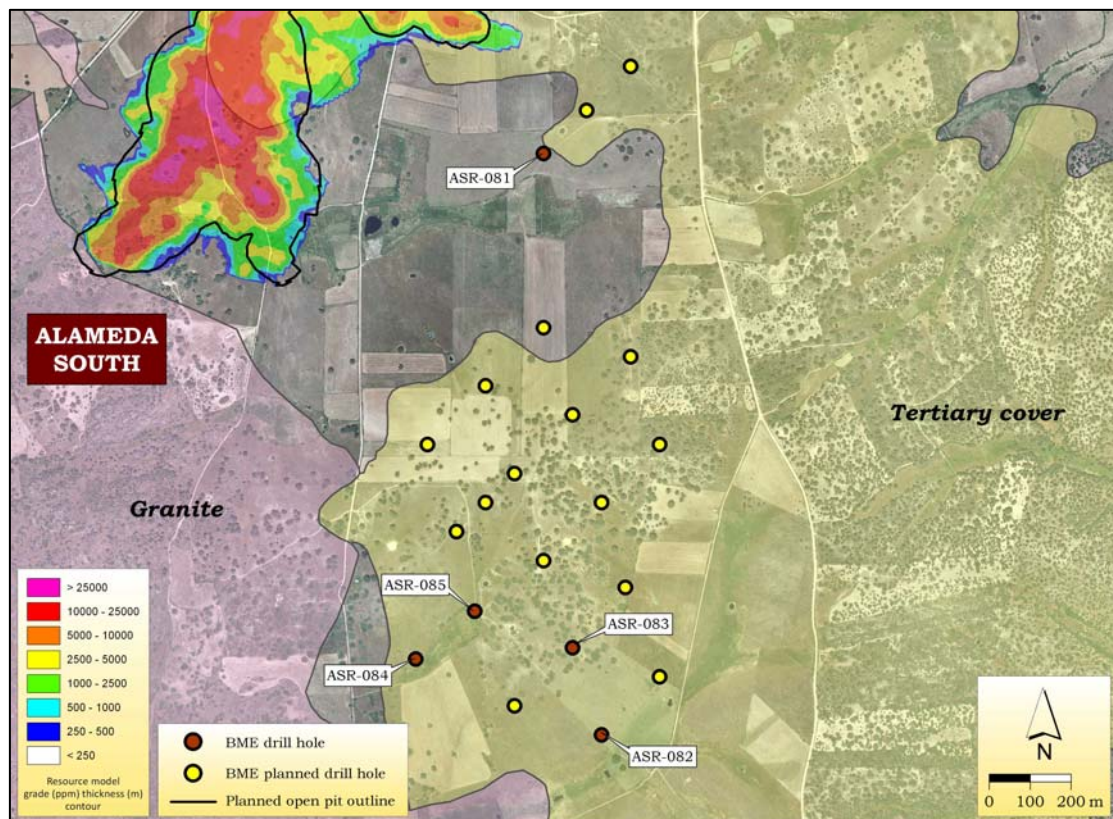 ASR-081
ALAMEDA
SOUTH
Tertiary cover
Granite
ASR-085
ASR-083
ASR-084
ASR-082
> 25000
10000 - 25000
5000 - 10000
2500 - 5000
1000 - 2500
500 - 1000
250 - 500
< 250
Resource model
grade (ppm) thickness (m)
contour
BME drill hole
BME planned drill hole
Planned open pit outline
N
0 100 200 m